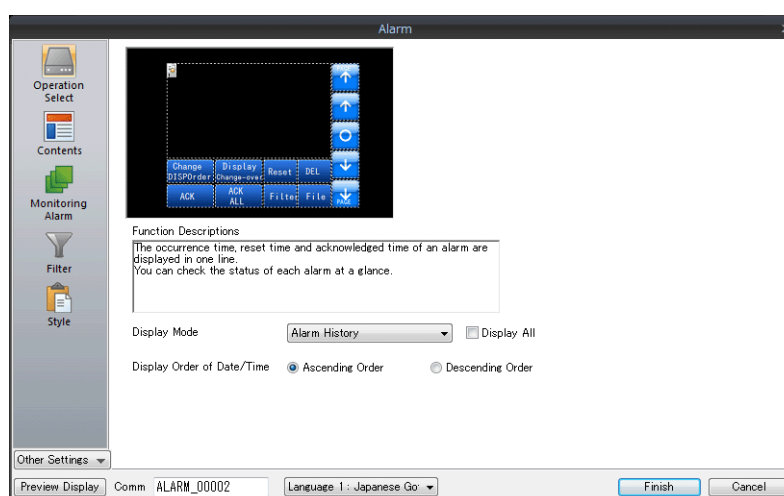 Alarm
Operation
Select
Contents
Monitoring
Alarm
Filter
Style
Other Settings
Change
DISPOrder
Display
Change-over
Reset
DEL
ACK
ACK
ALL
Filter
File
PAGE
Function Descriptions
The occurrence time, reset time and acknowledged time of an alarm are
displayed in one line.
You can check the status of each alarm at a glance.
Display Mode
Alarm History
Display All
Display Order of Date/Time
Ascending Order
Descending Order
Preview Display
Comm
ALARM_00002
Language 1 : Japanese Go
Finish
Cancel